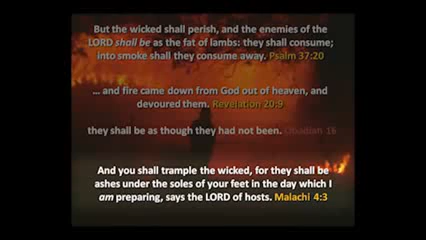 But the wicked shall perish, and the enemies of the
LORD shall be as the fat of lambs: they shall consume;
into smoke shall they consume away. Psalm 37:20
... and fire came down from God out of heaven, and
devoured them. Revelation 20:9
they shall be as though they had not been. Obadiah 16
And you shall trample the wicked, for they shall be
ashes under the soles of your feet in the day which I
am preparing, says the LORD of hosts. Malachi 4:3